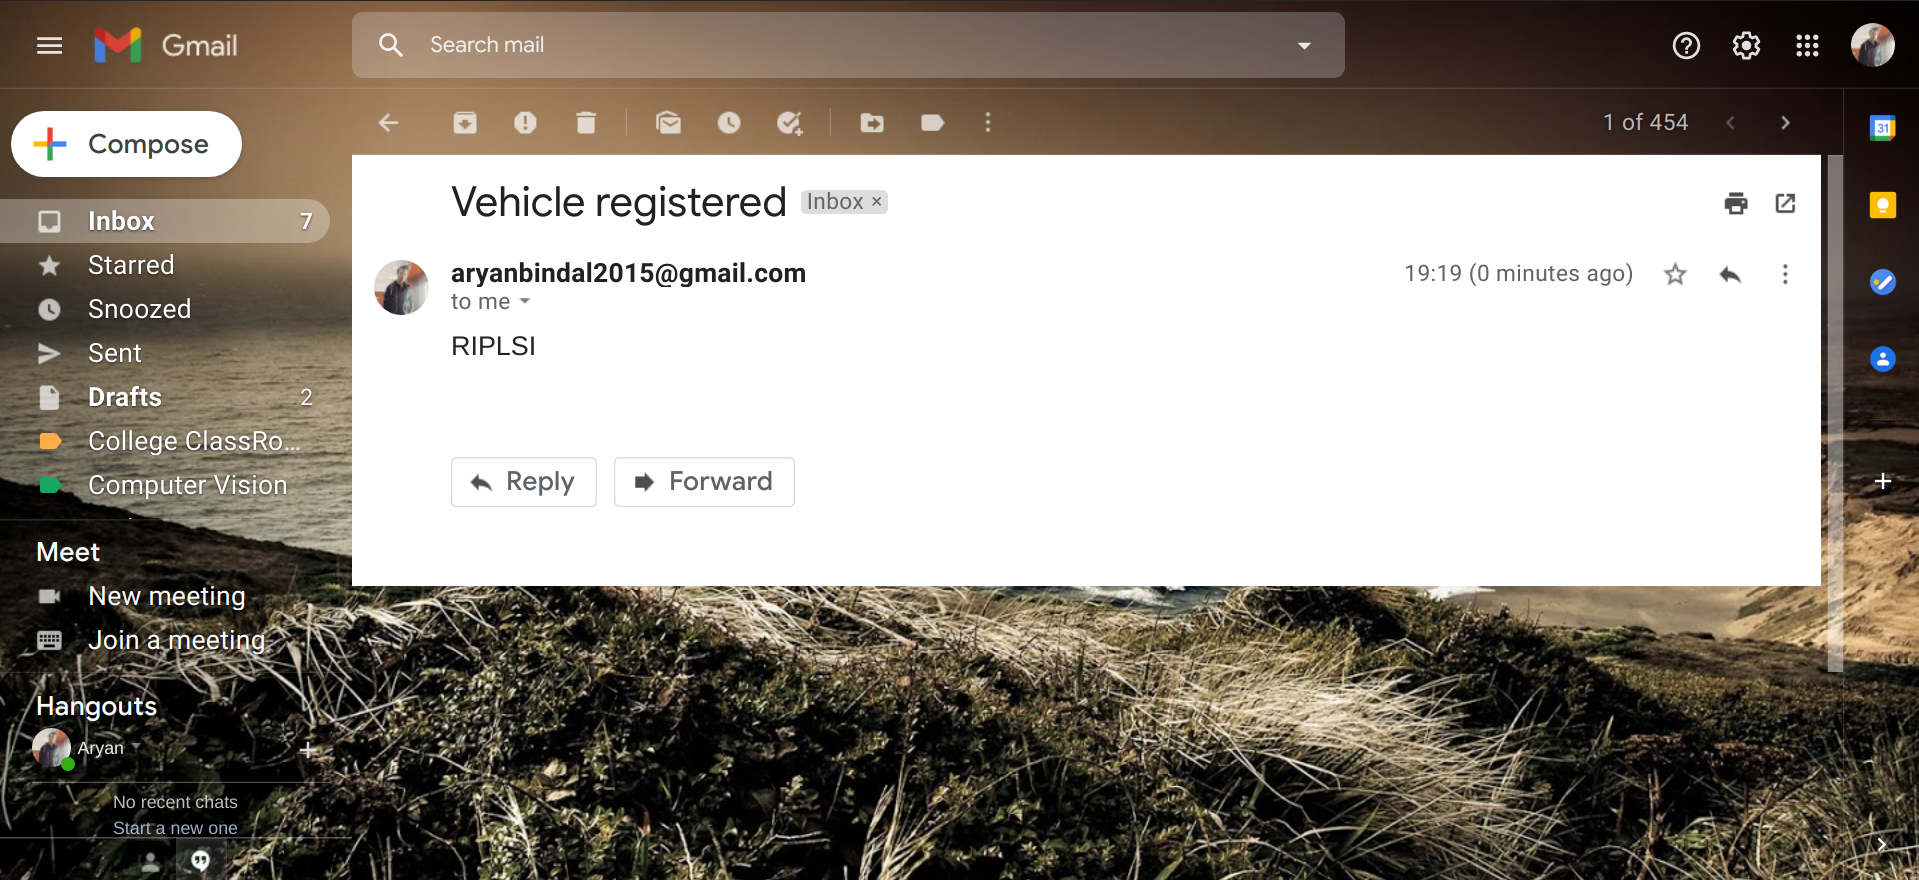 Gmail
Search mail
Compose
1 of 454
31
Inbox 7
Starred
Snoozed
Sent
Drafts 2
College ClassRo...
Computer Vision
Meet
New meeting
Join a meeting
Hangouts
Aryan
No recent chats
Start a new one
Vehicle registered
Inbox ×
aryanbindal2015@gmail.com
19:19 (0 minutes ago)
to me
RIPLSI
Reply
Forward